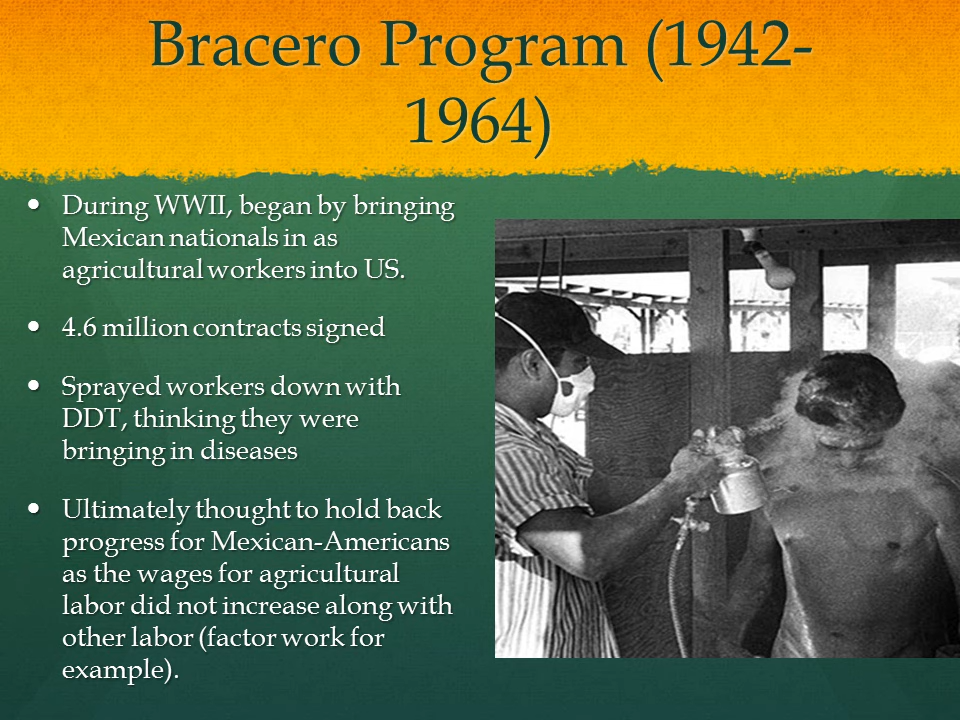 Bracero Program (1942-
1964)
• During WWII, began by bringing
Mexican nationals in as
agricultural workers into US.
• 4.6 million contracts signed
• Sprayed workers down with
DDT, thinking they were
bringing in diseases
• Ultimately thought to hold back
progress for Mexican-Americans
as the wages for agricultural
labor did not increase along with
other labor (factor work for
example).